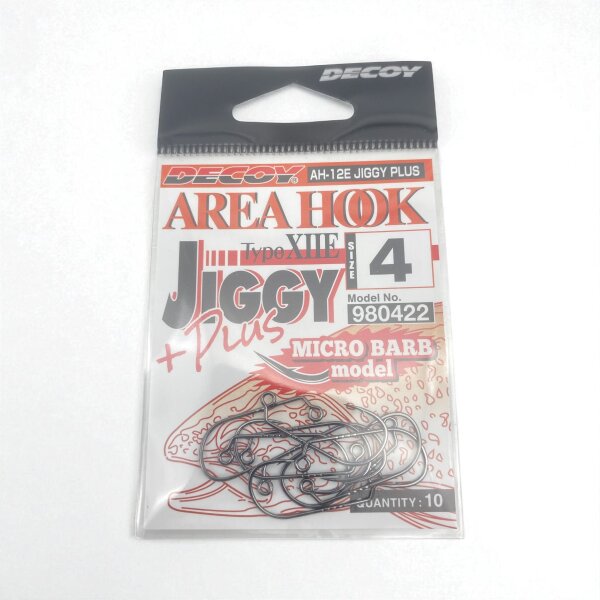 DECOY
DECOY® AH-12E JIGGY PLUS
AREA HOOK
Type XIIE
SIZE 4
JIGGY
+Plus
Model No.
980422
MICRO BARB
model
QUANTITY : 10